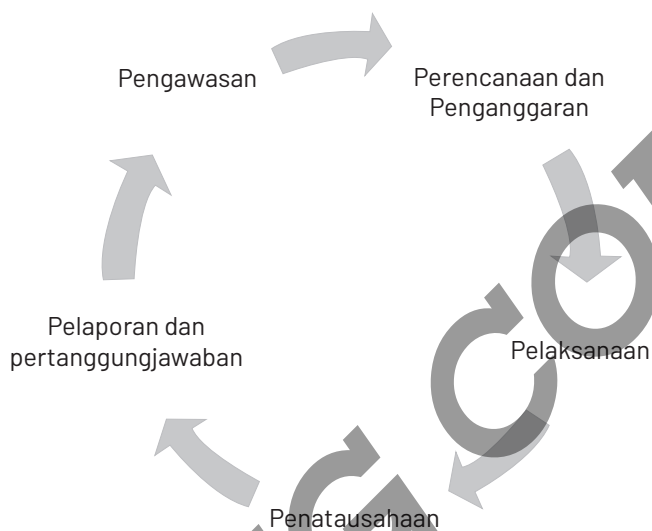 Pengawasan
Perencanaan dan
Penganggaran
Pelaksanaan
Penatausahaan
Pelaporan dan
pertanggungjawaban